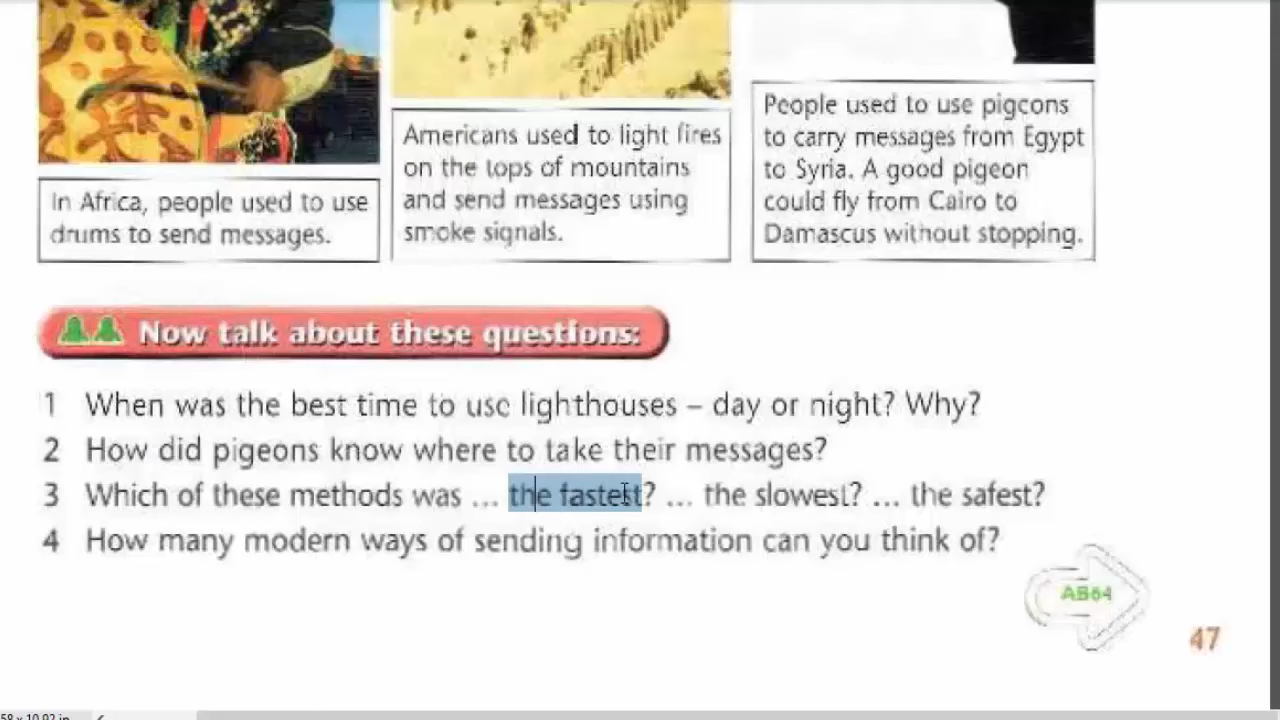 In Africa, people used to use
drums to send messages.
Americans used to light fires
on the tops of mountains
and send messages using
smoke signals.
People used to use pigeons
to carry messages from Egypt
to Syria. A good pigeon
could fly from Cairo to
Damascus without stopping.
Now talk about these questions:
1 When was the best time to use lighthouses – day or night? Why?
2 How did pigeons know where to take their messages?
3 Which of these methods was ... the fastest? ... the slowest? ... the safest?
4 How many modern ways of sending information can you think of?
AB64
47